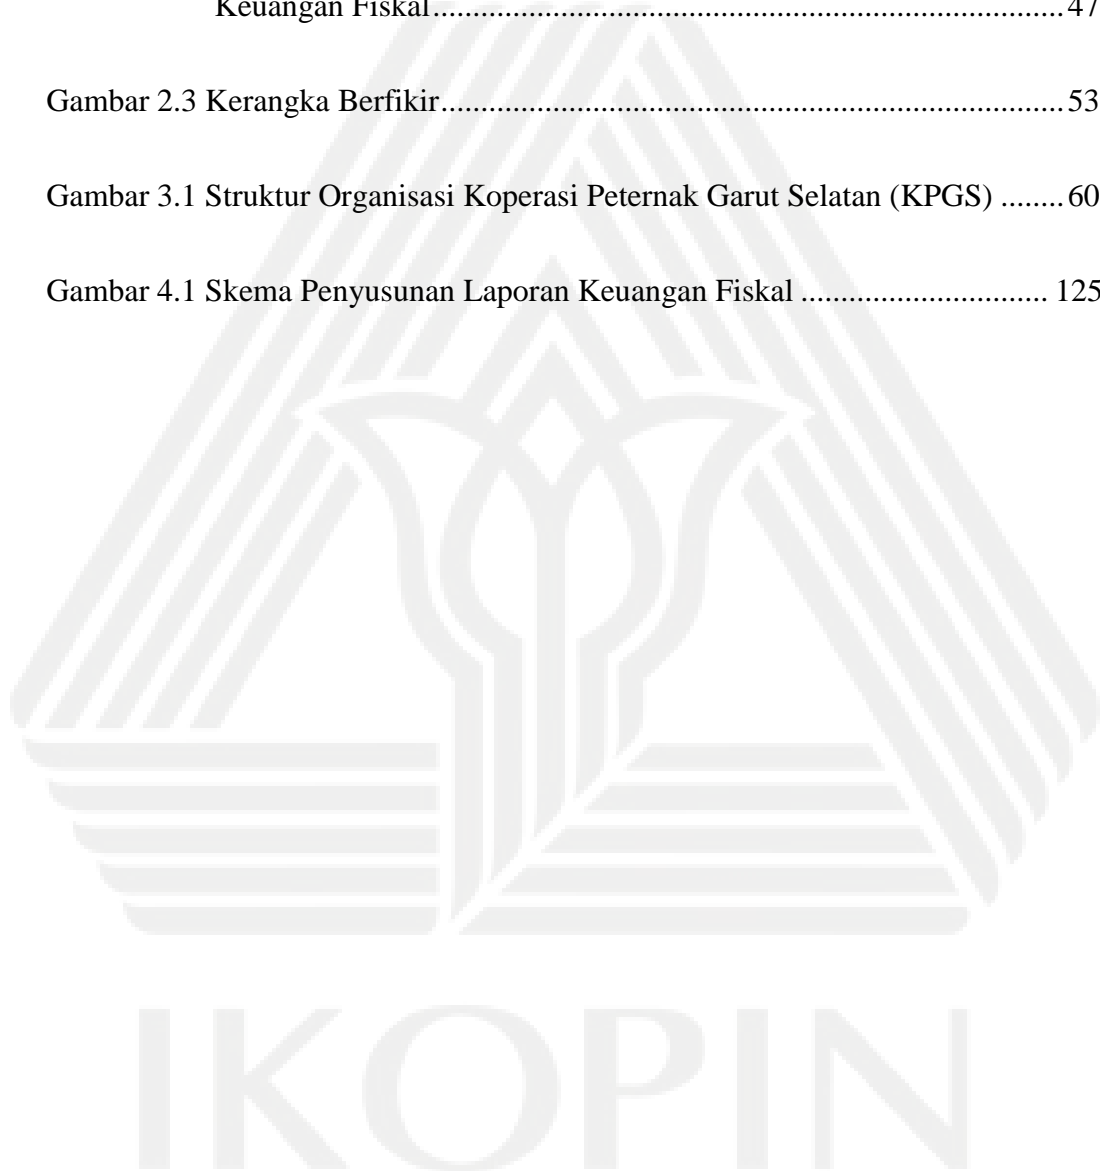 Keuangan Fiskal................................................................................47
Gambar 2.3 Kerangka Berfikir...............................................................................53
Gambar 3.1 Struktur Organisasi Koperasi Peternak Garut Selatan (KPGS) ........60
Gambar 4.1 Skema Penyusunan Laporan Keuangan Fiskal ............................... 125
IKOPIN